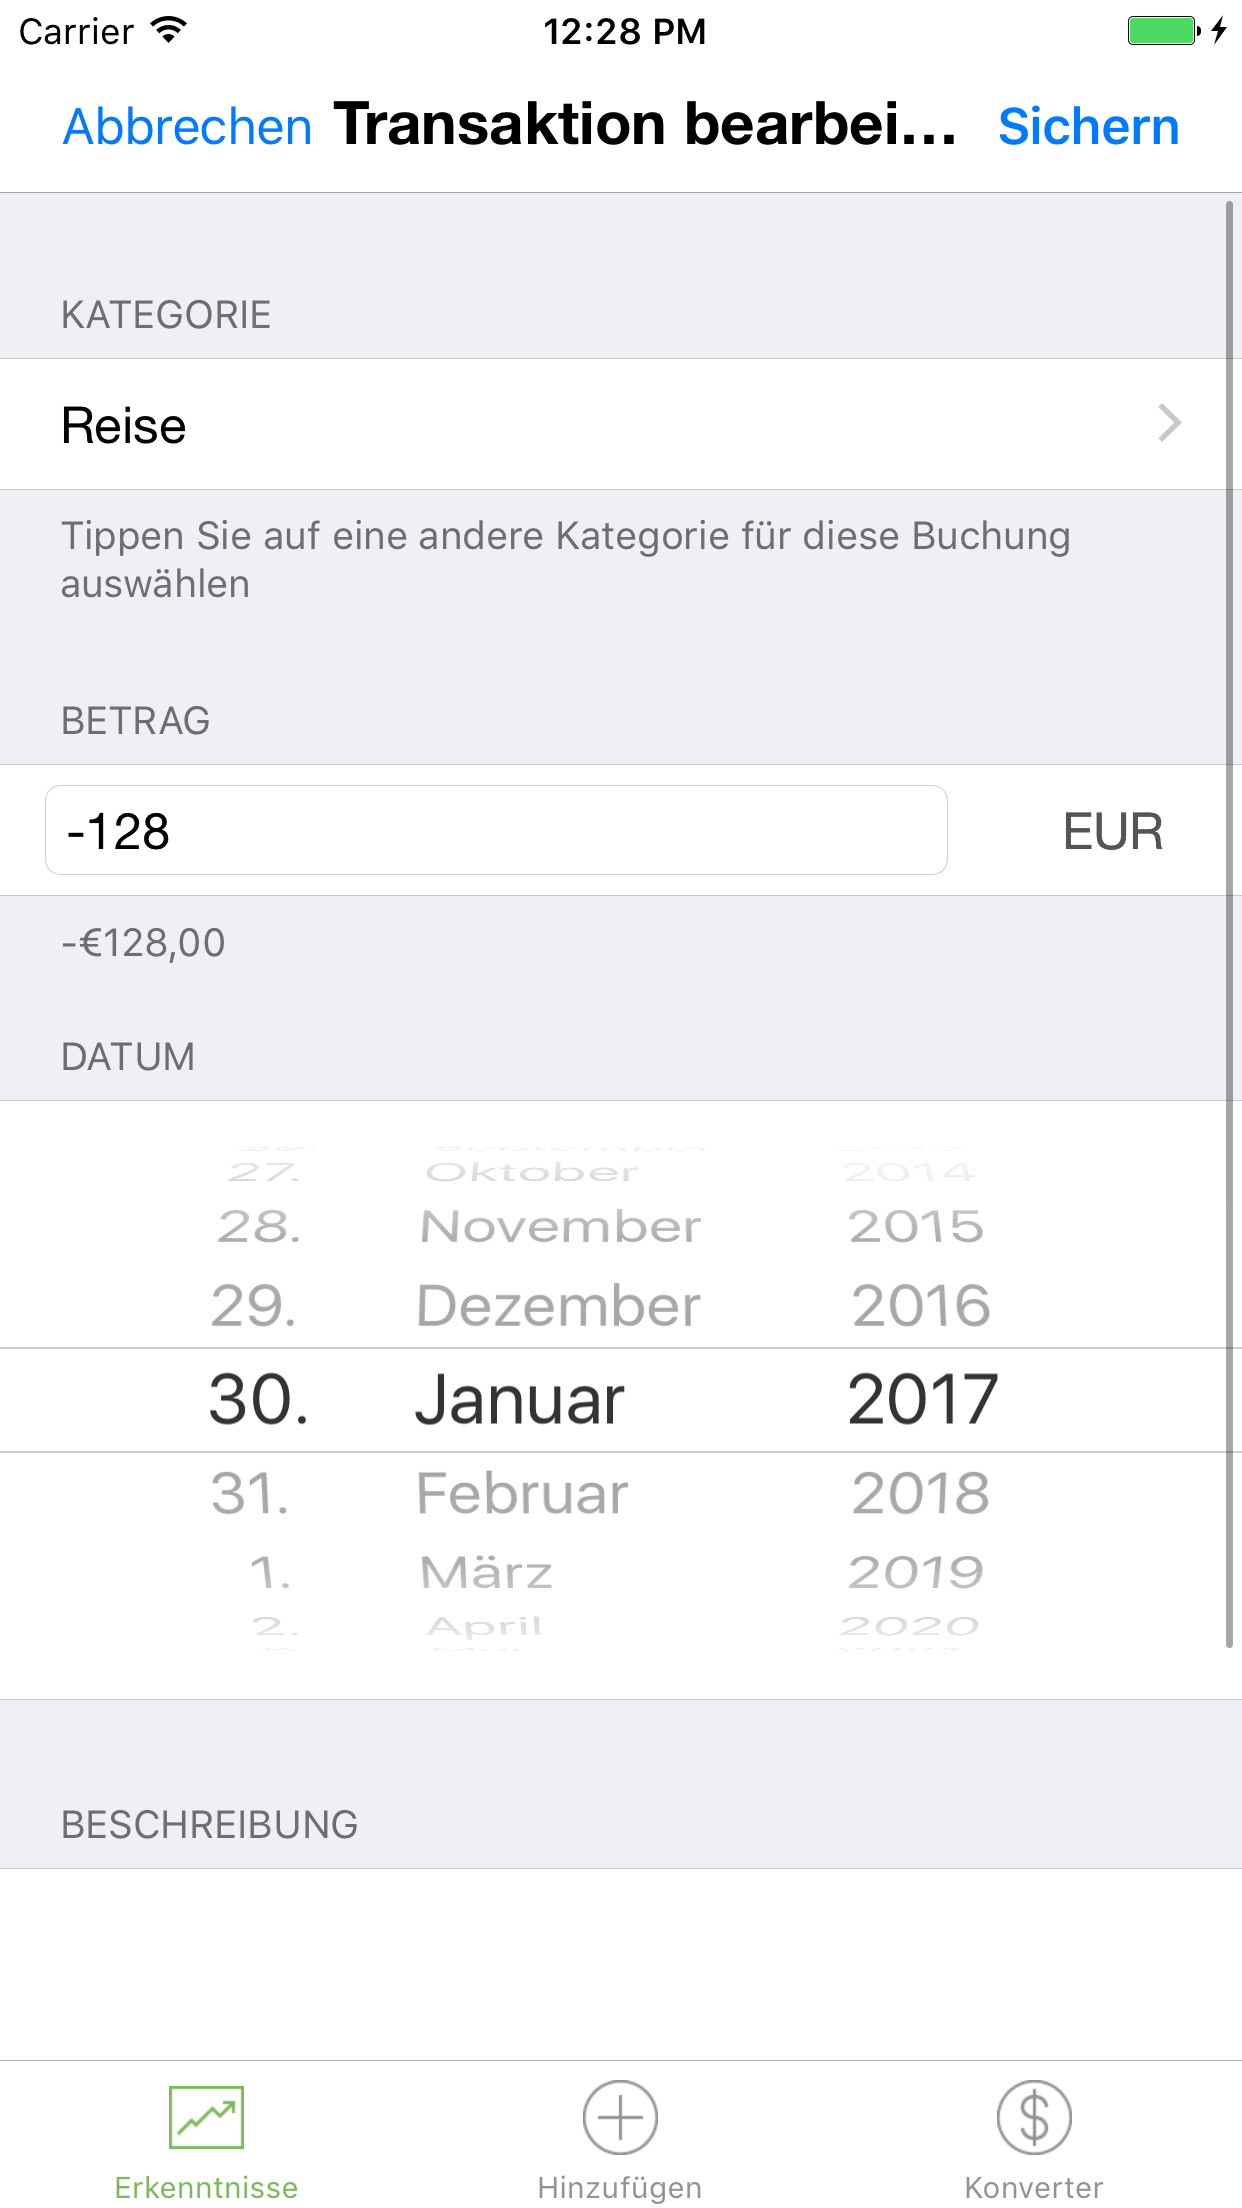 Carrier 12:28 PM
Abbrechen Transaktion bearbei... Sichern
KATEGORIE
Reise
Tippen Sie auf eine andere Kategorie für diese Buchung
auswählen
BETRAG
-128 EUR
-€128,00
DATUM
27. Oktober 2014
28. November 2015
29. Dezember 2016
30. Januar 2017
31. Februar 2018
1. März 2019
2. April 2020
BESCHREIBUNG
Erkenntnisse Hinzufügen Konverter